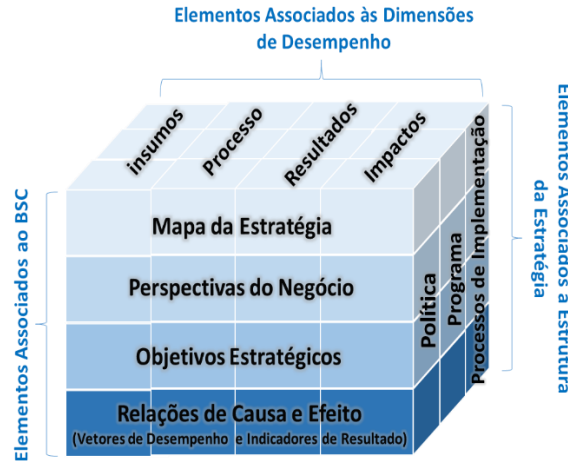 Elementos Associados às Dimensões
de Desempenho
insumos
Processo
Resultados
Impactos
Elementos Associados ao BSC
Mapa da Estratégia
Perspectivas do Negócio
Objetivos Estratégicos
Relações de Causa e Efeito
(Vetores de Desempenho e Indicadores de Resultado)
Política
Programa
Processos de Implementação
Elementos Associados a Estrutura
da Estratégia